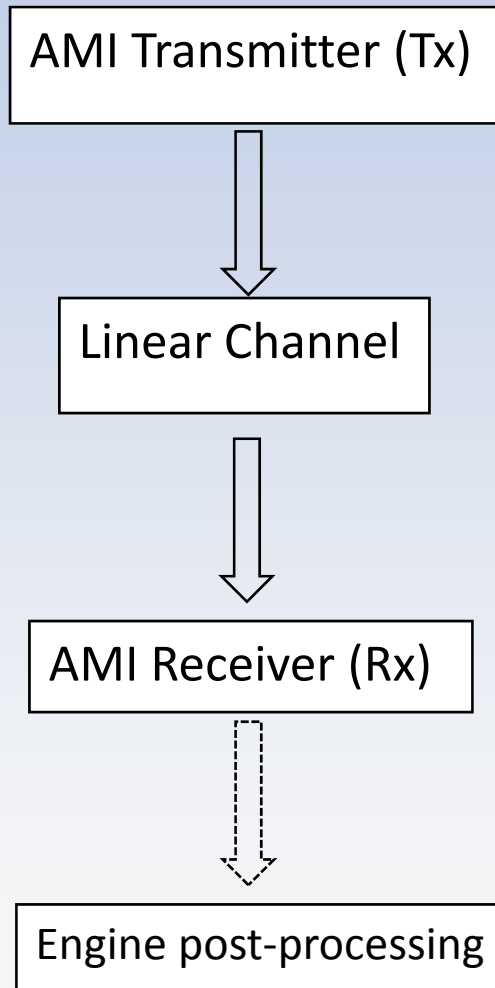 AMI Transmitter (Tx)
Linear Channel
AMI Receiver (Rx)
Engine post-processing